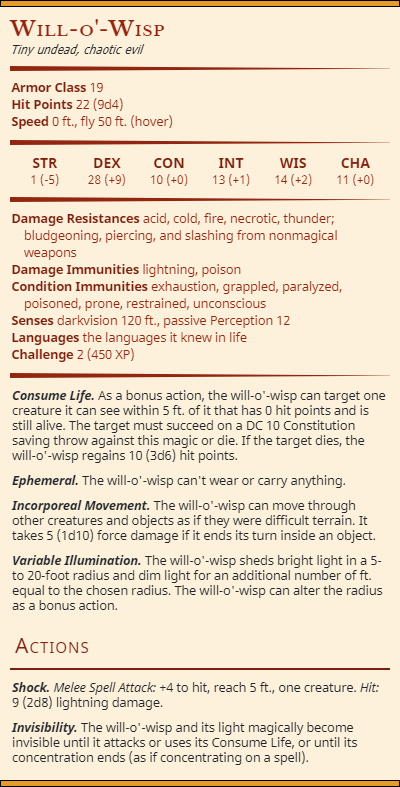 Will-o'-Wisp
Tiny undead, chaotic evil
Armor Class 19
Hit Points 22 (9d4)
Speed 0 ft., fly 50 ft. (hover)
STR DEX CON INT WIS CHA
1 (-5) 28 (+9) 10 (+0) 13 (+1) 14 (+2) 11 (+0)
Damage Resistances acid, cold, fire, necrotic, thunder;
bludgeoning, piercing, and slashing from nonmagical
weapons
Damage Immunities lightning, poison
Condition Immunities exhaustion, grappled, paralyzed,
poisoned, prone, restrained, unconscious
Senses darkvision 120 ft., passive Perception 12
Languages the languages it knew in life
Challenge 2 (450 XP)
Consume Life. As a bonus action, the will-o'-wisp can target one
creature it can see within 5 ft. of it that has 0 hit points and is
still alive. The target must succeed on a DC 10 Constitution
saving throw against this magic or die. If the target dies, the
will-o'-wisp regains 10 (3d6) hit points.
Ephemeral. The will-o'-wisp can't wear or carry anything.
Incorporeal Movement. The will-o'-wisp can move through
other creatures and objects as if they were difficult terrain. It
takes 5 (1d10) force damage if it ends its turn inside an object.
Variable Illumination. The will-o'-wisp sheds bright light in a 5-
to 20-foot radius and dim light for an additional number of ft.
equal to the chosen radius. The will-o'-wisp can alter the radius
as a bonus action.
Actions
Shock. Melee Spell Attack: +4 to hit, reach 5 ft., one creature. Hit:
9 (2d8) lightning damage.
Invisibility. The will-o'-wisp and its light magically become
invisible until it attacks or uses its Consume Life, or until its
concentration ends (as if concentrating on a spell).